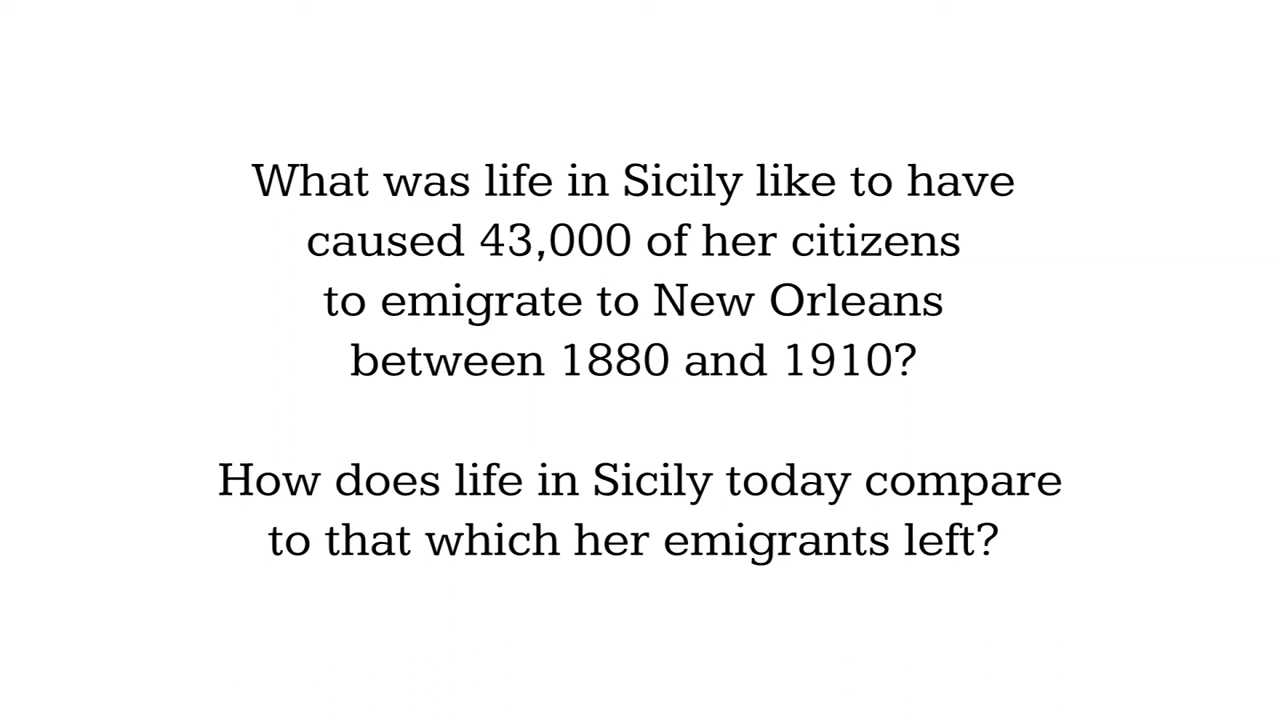 What was life in Sicily like to have
caused 43,000 of her citizens
to emigrate to New Orleans
between 1880 and 1910?
How does life in Sicily today compare
to that which her emigrants left?